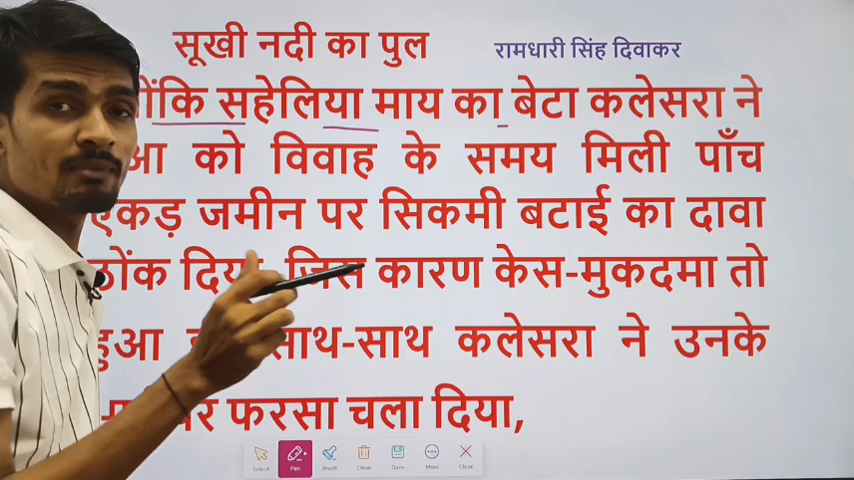 सूखी नदी का पुल
रामधारी सिंह दिवाकर
सहेलिया माय का बेटा कलेसरा ने
को विवाह के समय मिली पाँच
एकड़ जमीन पर सिकमी बटाई का दावा
ठोंक दिया, जिस कारण केस-मुकदमा तो
हुआ साथ-साथ कलेसरा ने उनके
फरसा चला दिया,
Select Pen Brush Clean Save More Close